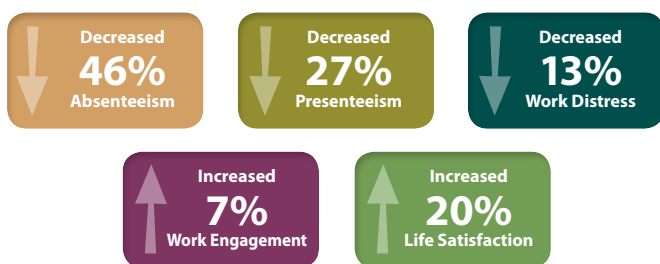 Decreased
46%
Absenteeism
Decreased
27%
Presenteeism
Decreased
13%
Work Distress
Increased
7%
Work Engagement
Increased
20%
Life Satisfaction